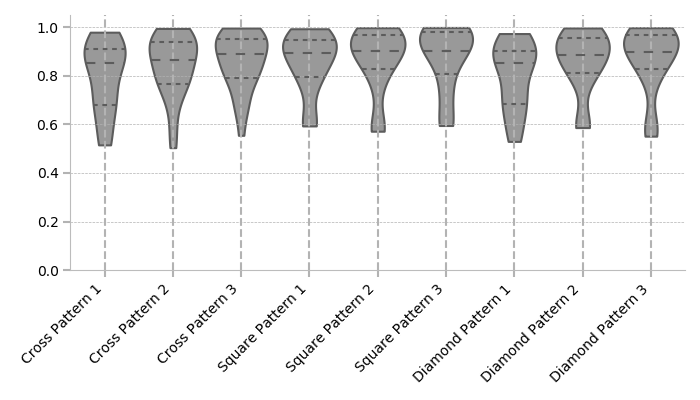 1.0
0.8
0.6
0.4
0.2
0.0
Cross Pattern 1
Cross Pattern 2
Cross Pattern 3
Square Pattern 1
Square Pattern 2
Square Pattern 3
Diamond Pattern 1
Diamond Pattern 2
Diamond Pattern 3